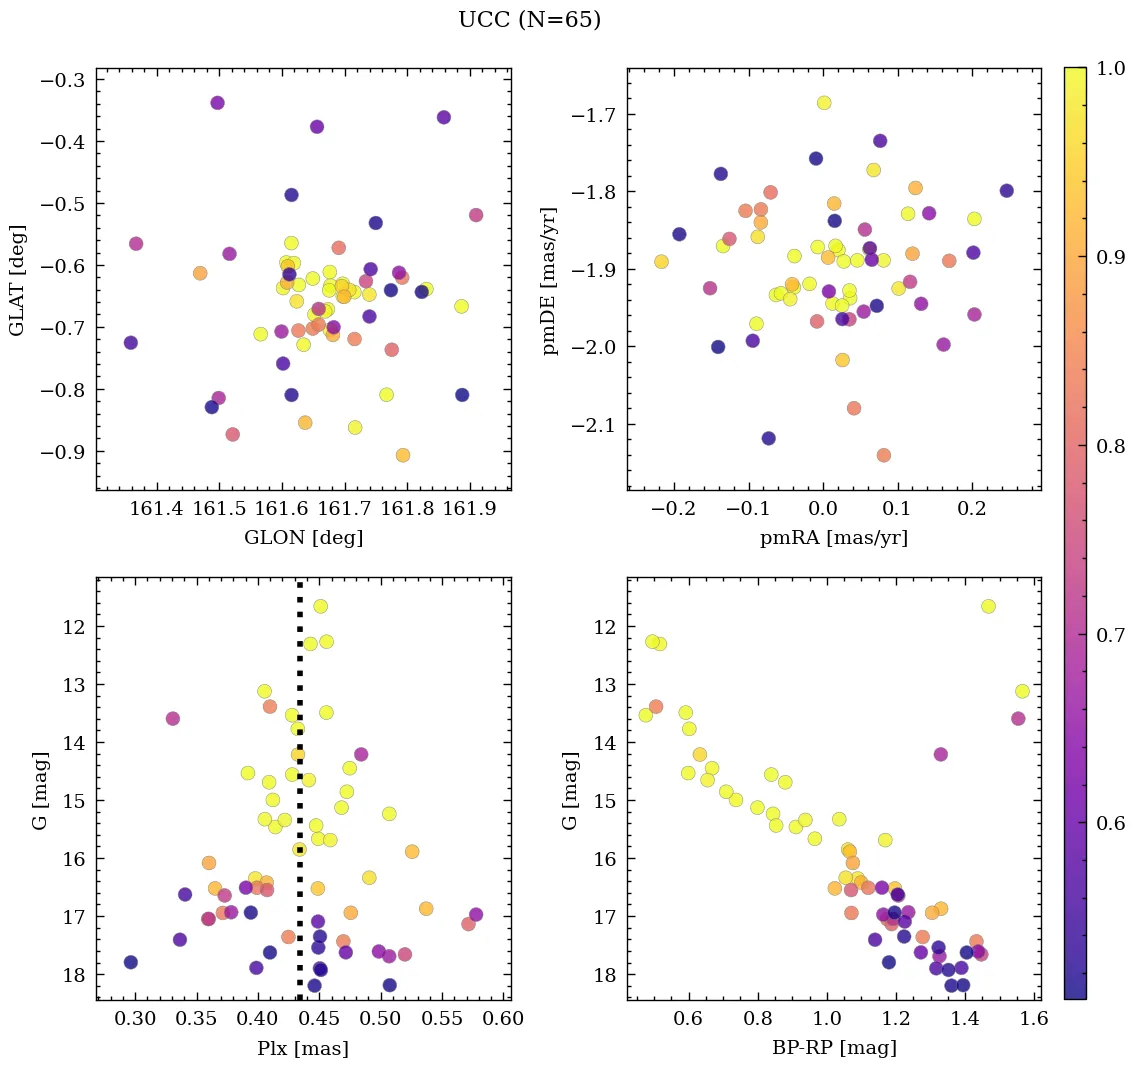 UCC (N=65)
−0.3
−0.4
−0.5
−0.6
−0.7
−0.8
−0.9
GLAT [deg]
161.4 161.5 161.6 161.7 161.8 161.9
GLON [deg]
−1.7
−1.8
−1.9
−2.0
−2.1
pmDE [mas/yr]
−0.2 −0.1 0.0 0.1 0.2
pmRA [mas/yr]
1.0
0.9
0.8
0.7
0.6
12
13
14
15
16
17
18
G [mag]
0.30 0.35 0.40 0.45 0.50 0.55 0.60
Plx [mas]
12
13
14
15
16
17
18
G [mag]
0.6 0.8 1.0 1.2 1.4 1.6
BP-RP [mag]